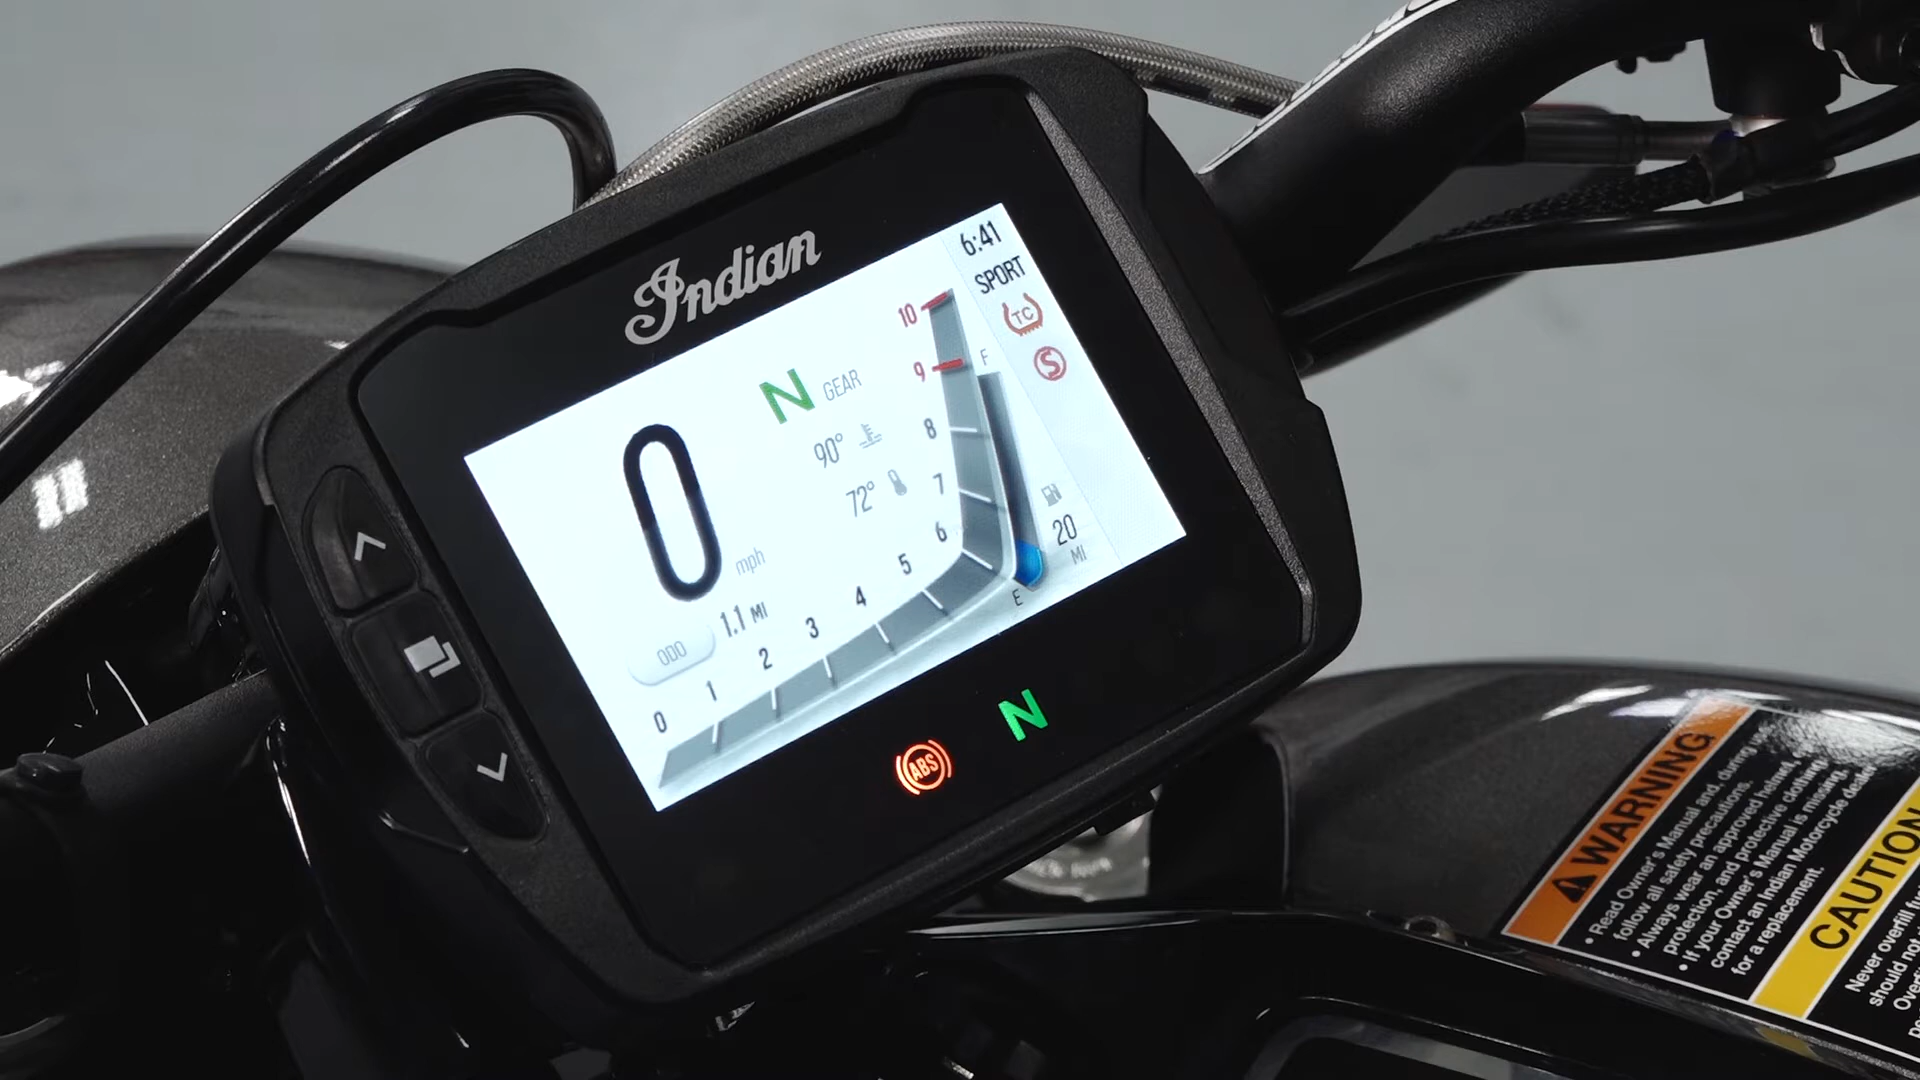 Indian
6:41
SPORT
TC
S
N GEAR
90°
72°
0 mph
ODO 1.1 MI
0 1 2 3 4 5 6 7 8 9 10
F
E
20
MI
ABS
N
WARNING
• Read Owner's Manual and, during
follow all safety precautions.
• Always wear an approved helmet,
protection, and protective clothing
• If your Owner's Manual is missing,
contact an Indian Motorcycle dealer
for a replacement.
CAUTION
Never overfill
should not